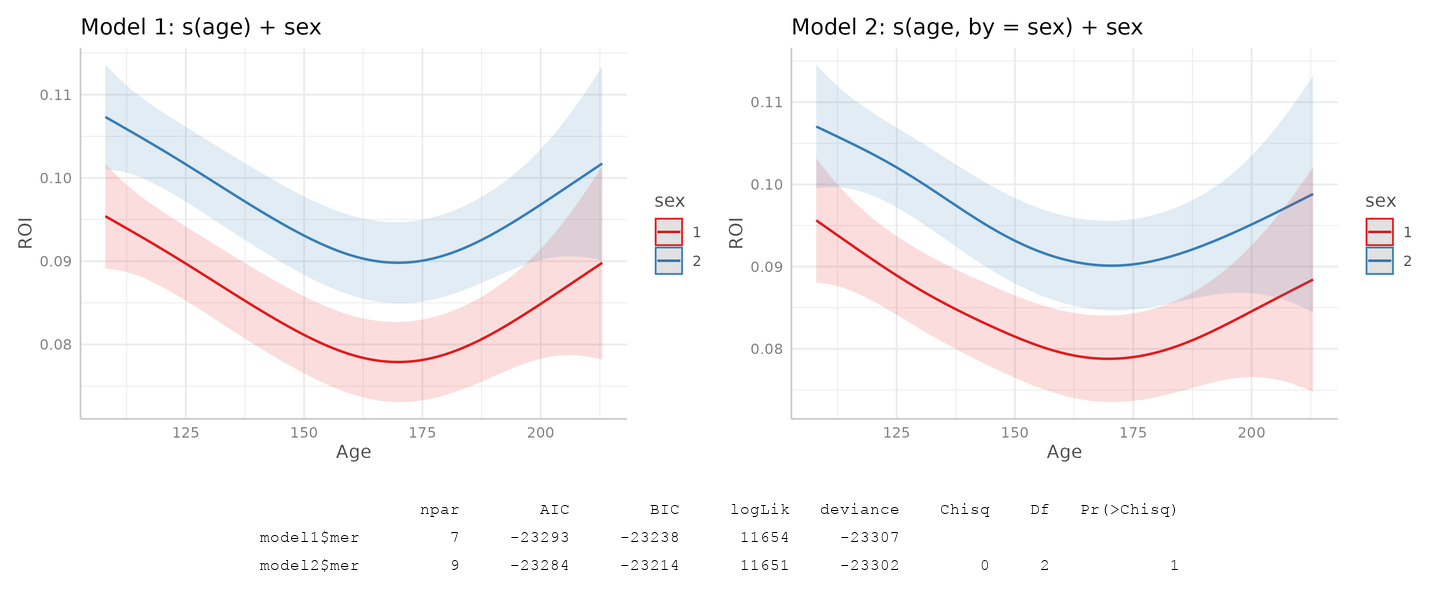 Model 1: s(age) + sex
0.11
0.10
0.09
0.08
ROI
125 150 175 200
Age
sex
1
2
Model 2: s(age, by = sex) + sex
0.11
0.10
0.09
0.08
ROI
125 150 175 200
Age
sex
1
2
npar AIC BIC logLik deviance Chisq Df Pr(>Chisq)
model1$mer 7 -23293 -23238 11654 -23307
model2$mer 9 -23284 -23214 11651 -23302 0 2 1